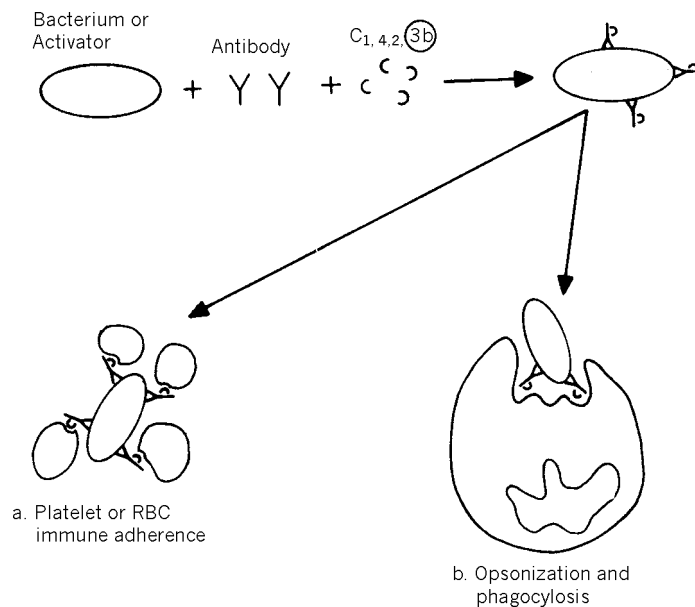 Bacterium or
Activator
Antibody
C1, 4,2, 3b
+ Y Y +
a. Platelet or RBC
immune adherence
b. Opsonization and
phagocylosis